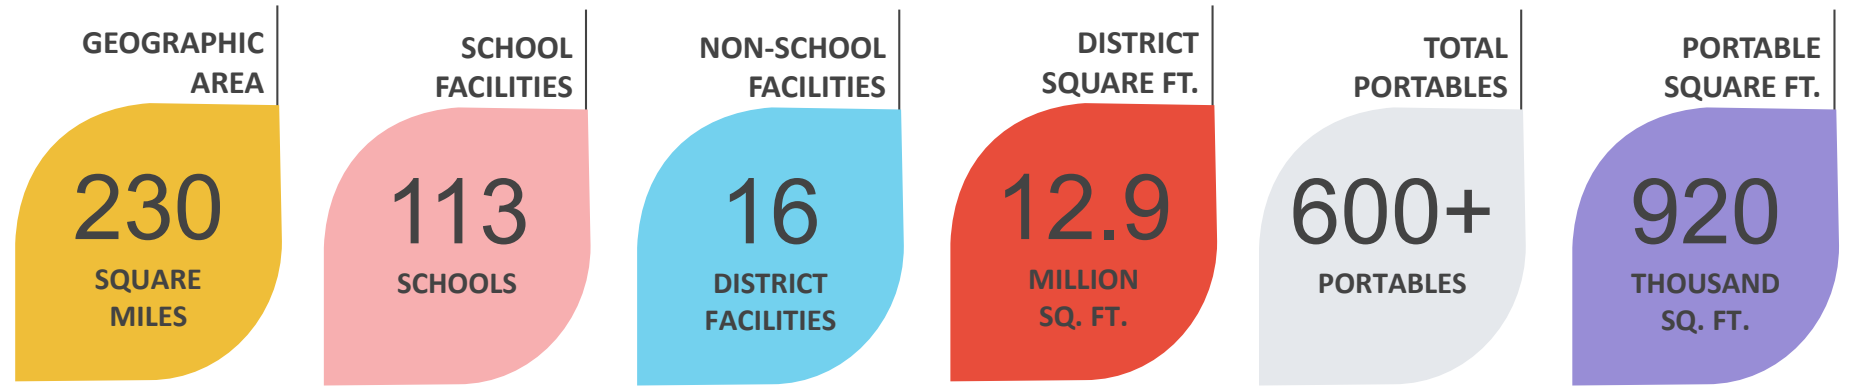 GEOGRAPHIC
AREA
230
SQUARE
MILES
SCHOOL
FACILITIES
113
SCHOOLS
NON-SCHOOL
FACILITIES
16
DISTRICT
FACILITIES
DISTRICT
SQUARE FT.
12.9
MILLION
SQ. FT.
TOTAL
PORTABLES
600+
PORTABLES
PORTABLE
SQUARE FT.
920
THOUSAND
SQ. FT.